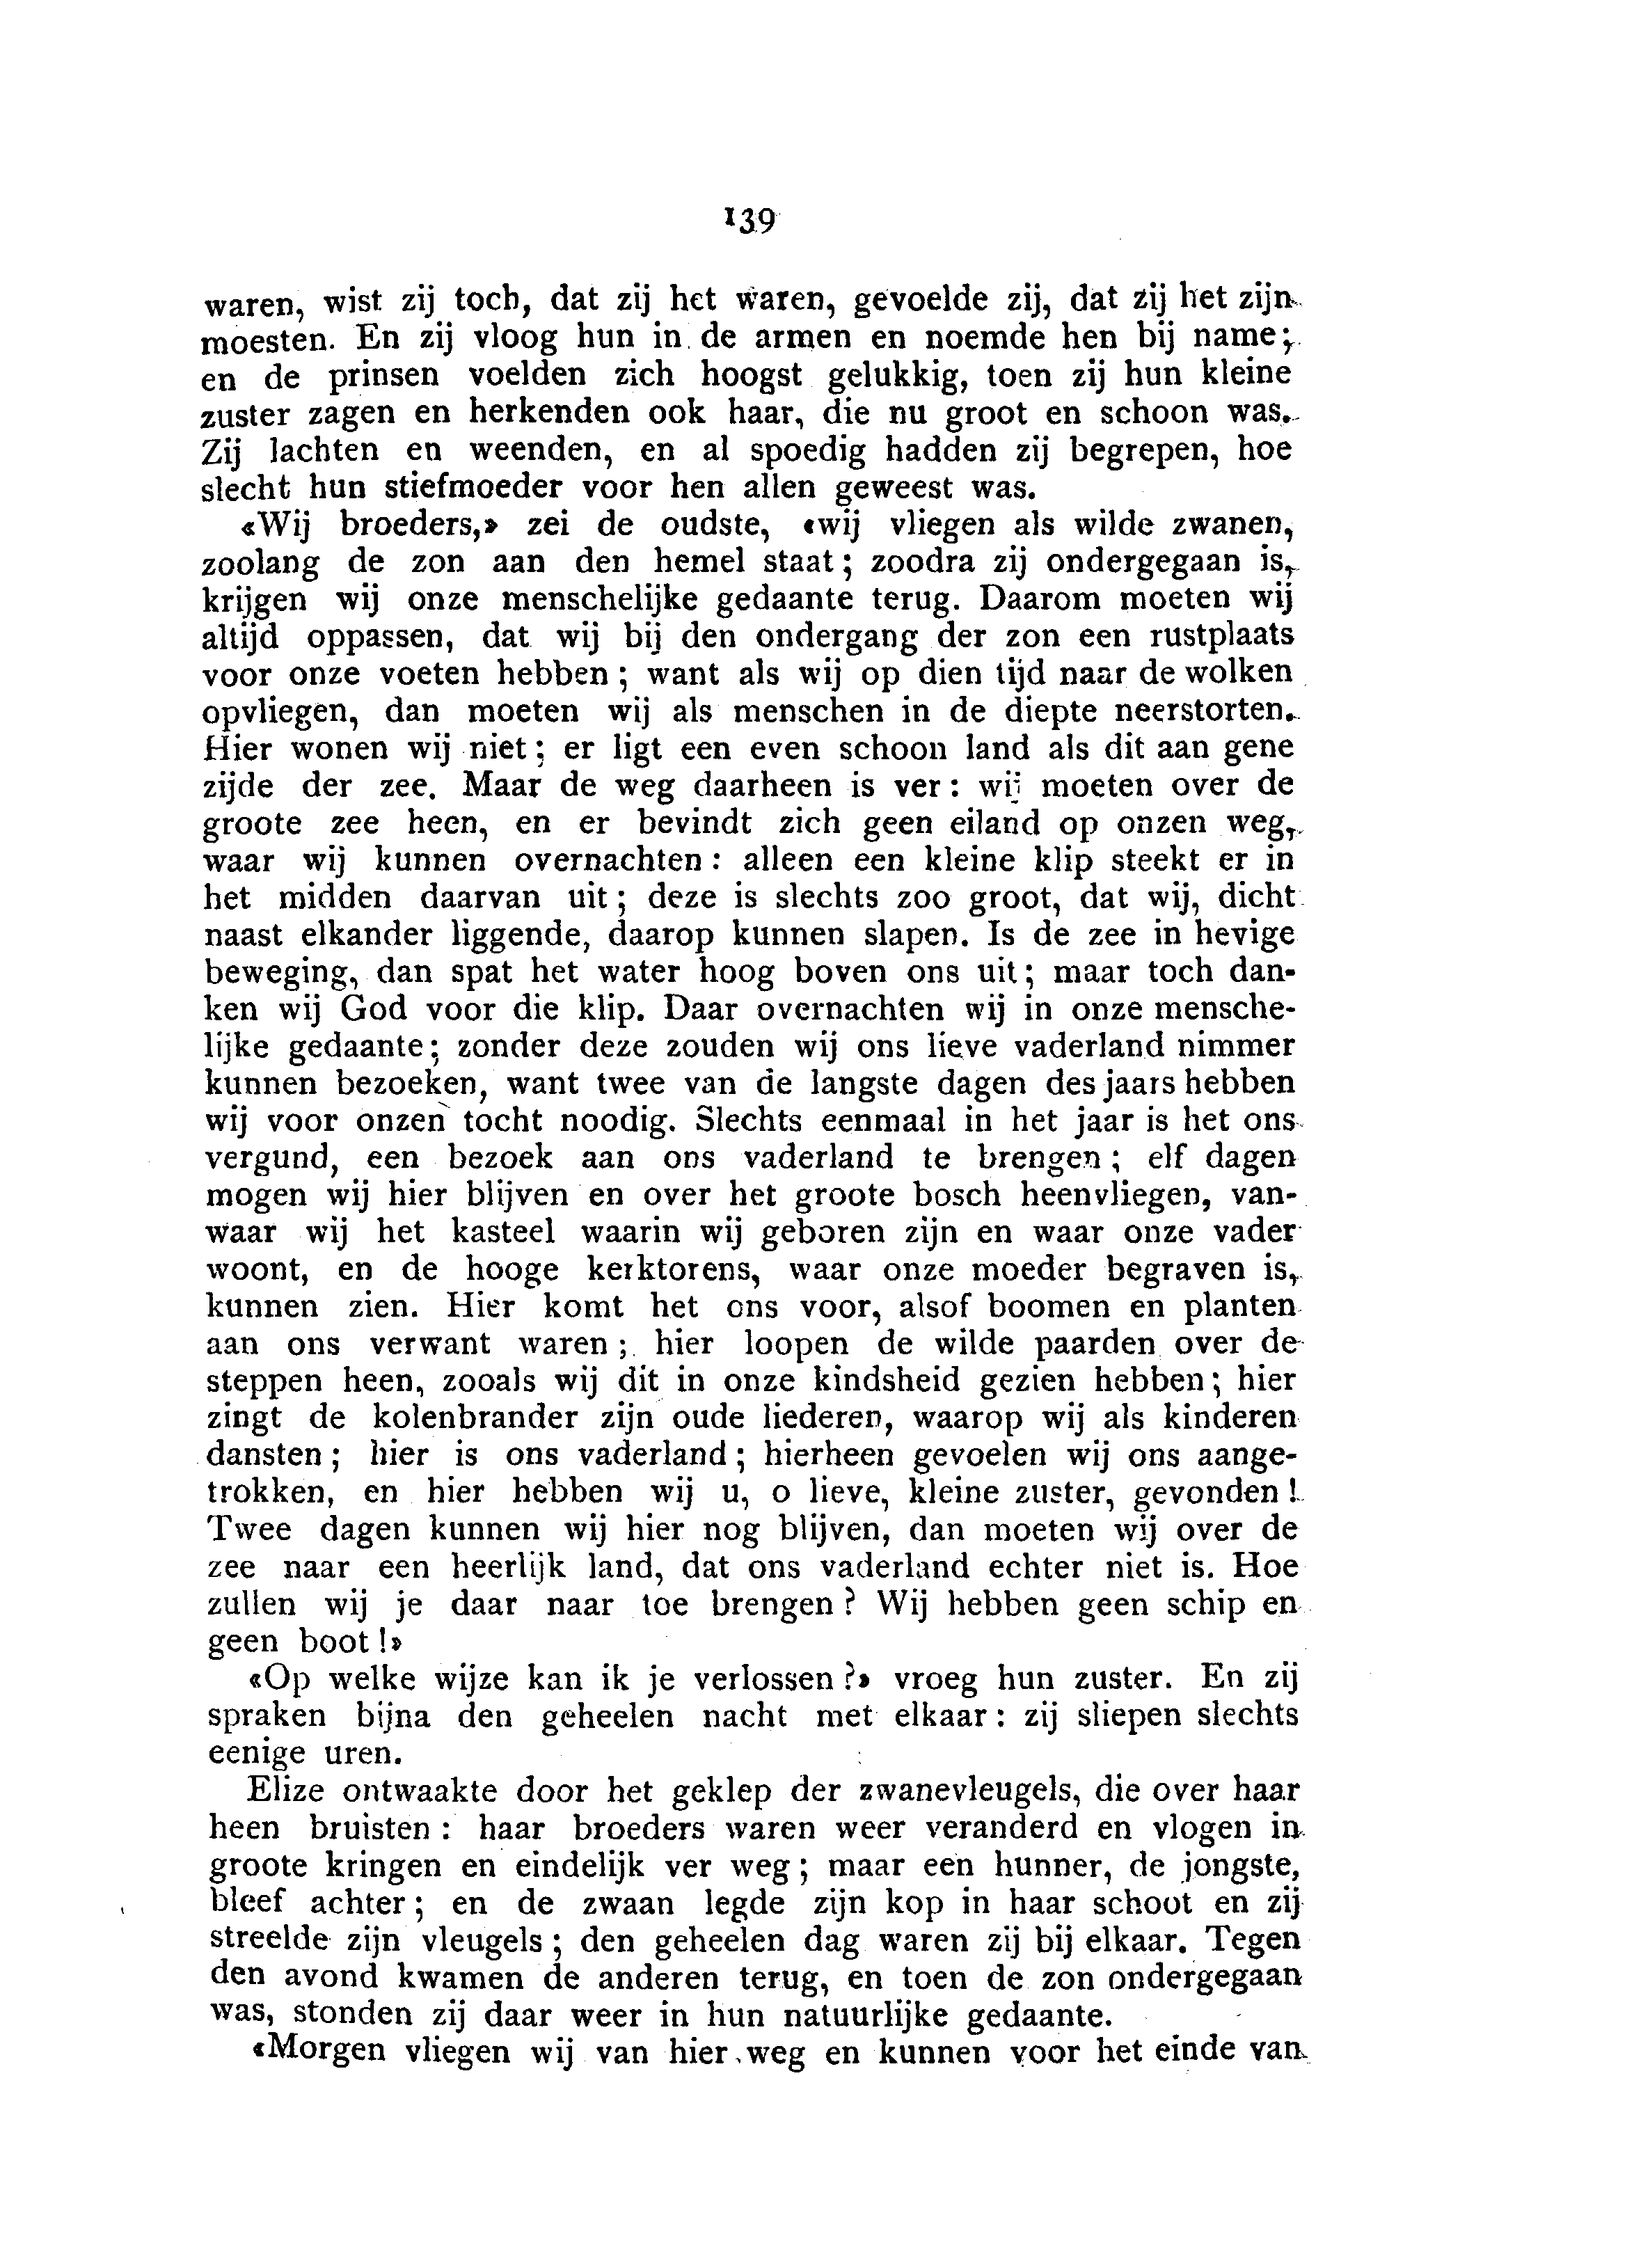 139
waren, wist zij toch, dat zij het waren, gevoelde zij, dat zij het zijn
moesten. En zij vloog hun in de armen en noemde hen bij name;
en de prinsen voelden zich hoogst gelukkig, toen zij hun kleine
zuster zagen en herkenden ook haar, die nu groot en schoon was.
Zij lachten en weenden, en al spoedig hadden zij begrepen, hoe
slecht hun stiefmoeder voor hen allen geweest was.
«Wij broeders,» zei de oudste, «wij vliegen als wilde zwanen,
zoolang de zon aan den hemel staat; zoodra zij ondergegaan is,
krijgen wij onze menschelijke gedaante terug. Daarom moeten wij
altijd oppassen, dat wij bij den ondergang der zon een rustplaats
voor onze voeten hebben; want als wij op dien tijd naar de wolken
opvliegen, dan moeten wij als menschen in de diepte neerstorten.
Hier wonen wij niet; er ligt een even schoon land als dit aan gene
zijde der zee. Maar de weg daarheen is ver: wij moeten over de
groote zee heen, en er bevindt zich geen eiland op onzen weg,
waar wij kunnen overnachten: alleen een kleine klip steekt er in
het midden daarvan uit; deze is slechts zoo groot, dat wij, dicht
naast elkander liggende, daarop kunnen slapen. Is de zee in hevige
beweging, dan spat het water hoog boven ons uit; maar toch dan-
ken wij God voor die klip. Daar overnachten wij in onze mensche-
lijke gedaante; zonder deze zouden wij ons lieve vaderland nimmer
kunnen bezoeken, want twee van de langste dagen des jaars hebben
wij voor onzen tocht noodig. Slechts eenmaal in het jaar is het ons
vergund, een bezoek aan ons vaderland te brengen; elf dagen
mogen wij hier blijven en over het groote bosch heenvliegen, van-
waar wij het kasteel waarin wij geboren zijn en waar onze vader
woont, en de hooge kerktorens, waar onze moeder begraven is,
kunnen zien. Hier komt het ons voor, alsof boomen en planten
aan ons verwant waren; hier loopen de wilde paarden over de
steppen heen, zooals wij dit in onze kindsheid gezien hebben; hier
zingt de kolenbrander zijn oude liederen, waarop wij als kinderen
dansten; hier is ons vaderland; hierheen gevoelen wij ons aange-
trokken, en hier hebben wij u, o lieve, kleine zuster, gevonden!
Twee dagen kunnen wij hier nog blijven, dan moeten wij over de
zee naar een heerlijk land, dat ons vaderland echter niet is. Hoe
zullen wij je daar naar toe brengen? Wij hebben geen schip en
geen boot!»
«Op welke wijze kan ik je verlossen?» vroeg hun zuster. En zij
spraken bijna den geheelen nacht met elkaar: zij sliepen slechts
eenige uren.
Elize ontwaakte door het geklep der zwanevleugels, die over haar
heen bruisten: haar broeders waren weer veranderd en vlogen in
groote kringen en eindelijk ver weg; maar een hunner, de jongste,
bleef achter; en de zwaan legde zijn kop in haar schoot en zij
streelde zijn vleugels; den geheelen dag waren zij bij elkaar. Tegen
den avond kwamen de anderen terug, en toen de zon ondergegaan
was, stonden zij daar weer in hun natuurlijke gedaante.
«Morgen vliegen wij van hier weg en kunnen voor het einde van